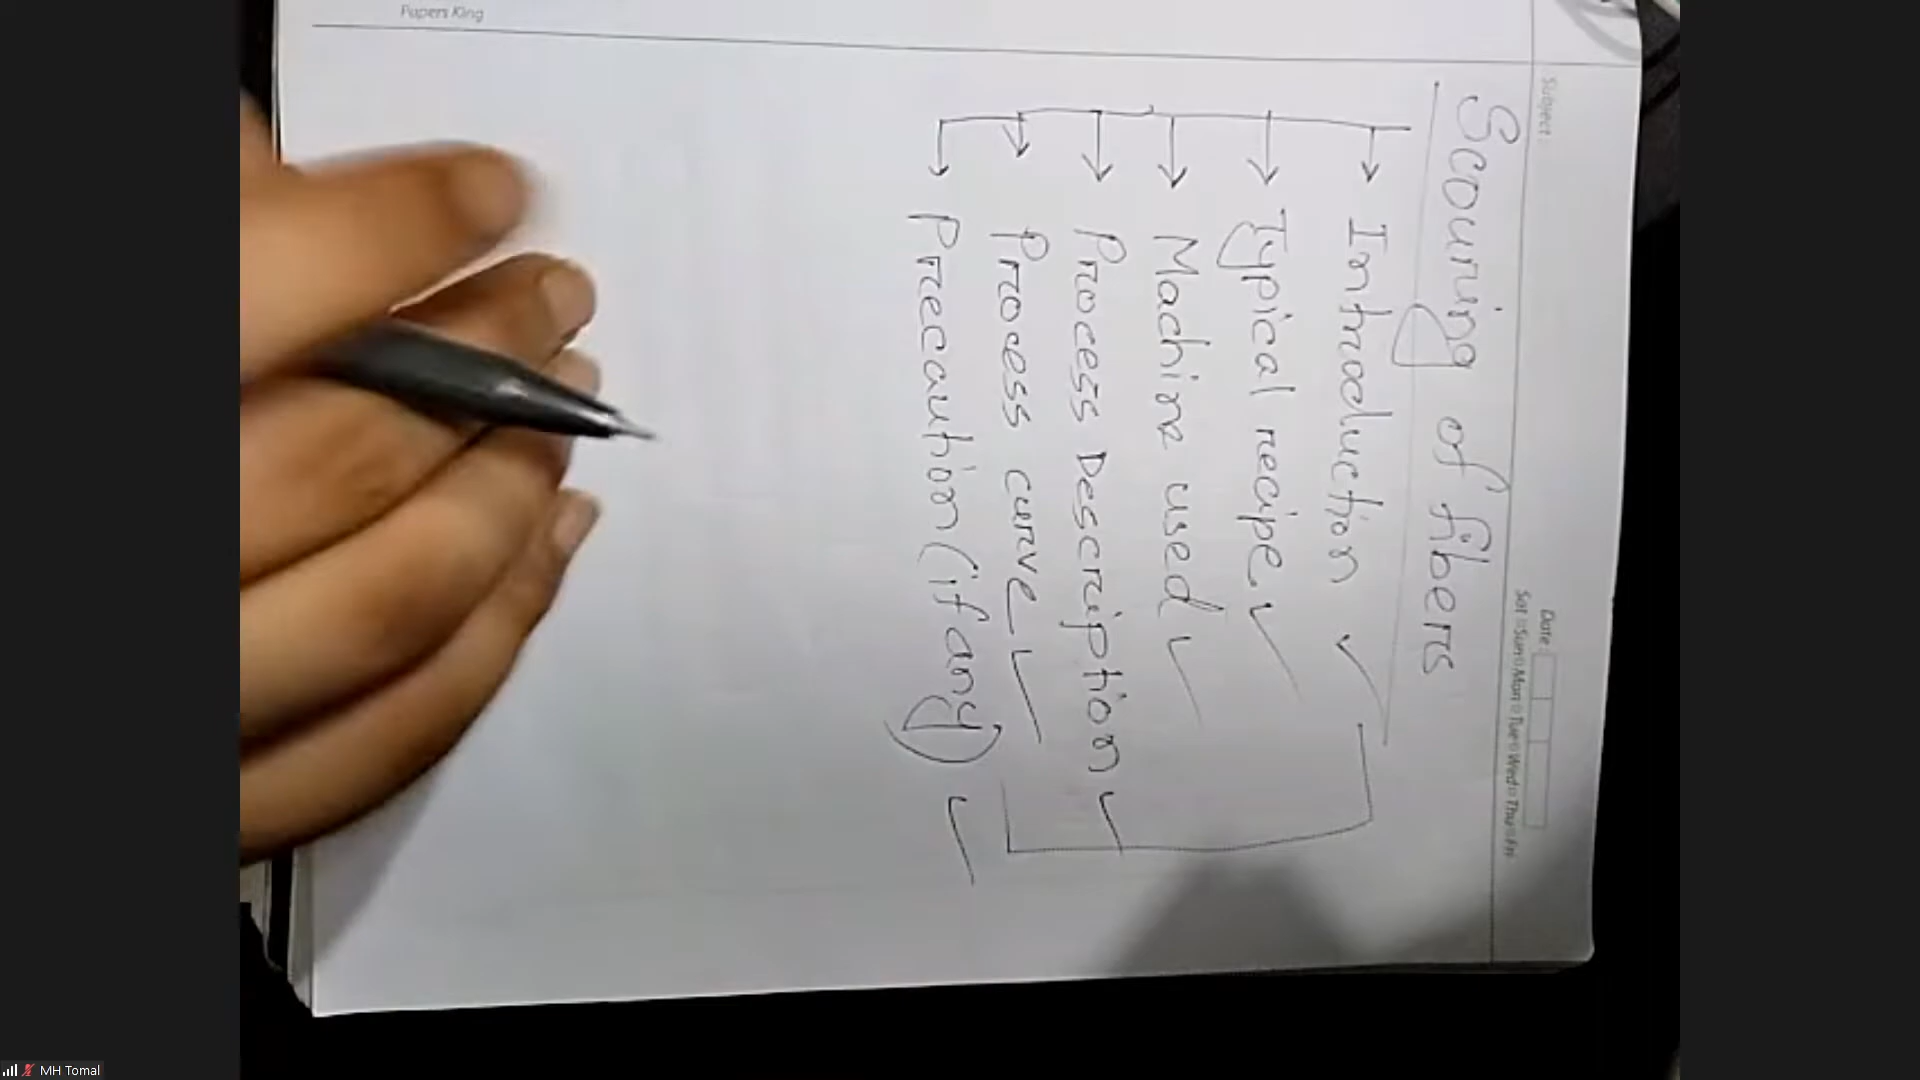 Subject :
Date :
Sat Sun Mon Tue Wed Thu Fri
Scouring of fibers
Introduction
Typical recipe
Machine used
Process Description
Process curve
Precaution (if any)
Papers King
MH Tomal